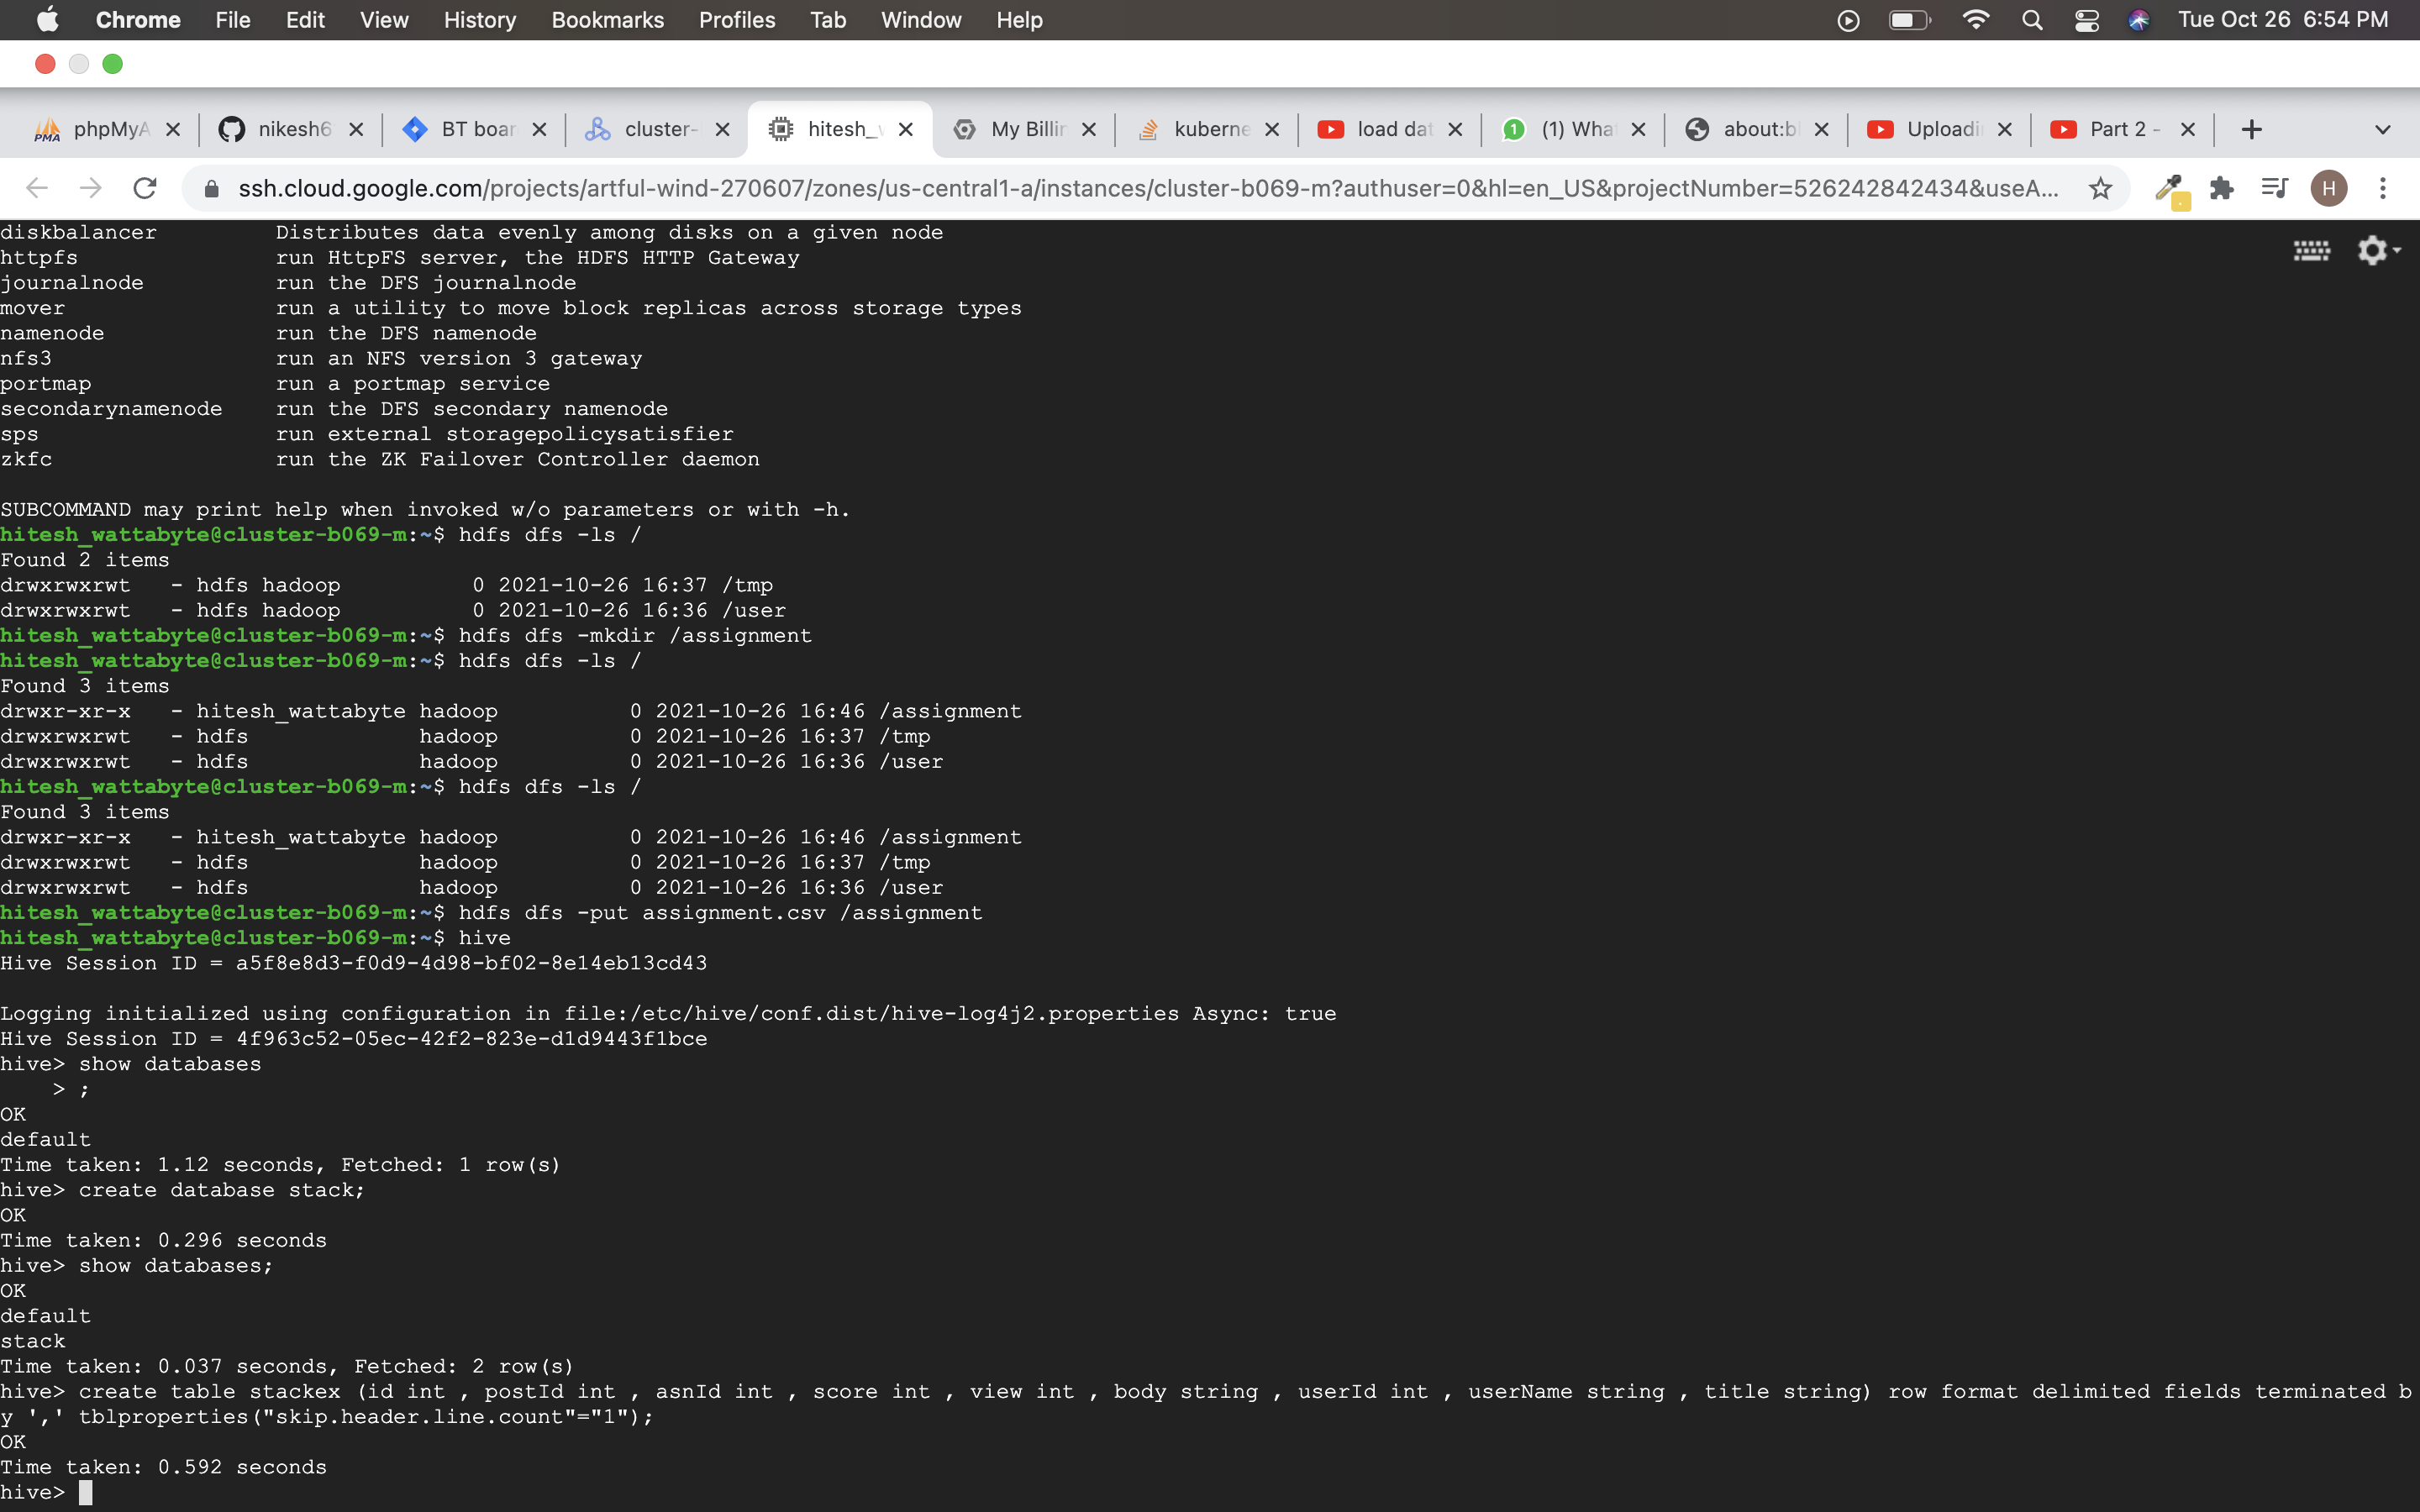 Chrome File Edit View History Bookmarks Profiles Tab Window Help Tue Oct 26 6:54 PM
PMA phpMyA nikesh6 BT boar cluster- hitesh_w My Billin kuberne load dat 1 (1) Wha about:bl Uploadi Part 2 -
ssh.cloud.google.com/projects/artful-wind-270607/zones/us-central1-a/instances/cluster-b069-m?authuser=0&hl=en_US&projectNumber=526242842434&useA... H
diskbalancer         Distributes data evenly among disks on a given node
httpfs               run HttpFS server, the HDFS HTTP Gateway
journalnode          run the DFS journalnode
mover                run a utility to move block replicas across storage types
namenode             run the DFS namenode
nfs3                 run an NFS version 3 gateway
portmap              run a portmap service
secondarynamenode    run the DFS secondary namenode
sps                  run external storagepolicysatisfier
zkfc                 run the ZK Failover Controller daemon
SUBCOMMAND may print help when invoked w/o parameters or with -h.
hitesh_wattabyte@cluster-b069-m:~$ hdfs dfs -ls /
Found 2 items
drwxrwxrwt   - hdfs hadoop          0 2021-10-26 16:37 /tmp
drwxrwxrwt   - hdfs hadoop          0 2021-10-26 16:36 /user
hitesh_wattabyte@cluster-b069-m:~$ hdfs dfs -mkdir /assignment
hitesh_wattabyte@cluster-b069-m:~$ hdfs dfs -ls /
Found 3 items
drwxr-xr-x   - hitesh_wattabyte hadoop          0 2021-10-26 16:46 /assignment
drwxrwxrwt   - hdfs             hadoop          0 2021-10-26 16:37 /tmp
drwxrwxrwt   - hdfs             hadoop          0 2021-10-26 16:36 /user
hitesh_wattabyte@cluster-b069-m:~$ hdfs dfs -ls /
Found 3 items
drwxr-xr-x   - hitesh_wattabyte hadoop          0 2021-10-26 16:46 /assignment
drwxrwxrwt   - hdfs             hadoop          0 2021-10-26 16:37 /tmp
drwxrwxrwt   - hdfs             hadoop          0 2021-10-26 16:36 /user
hitesh_wattabyte@cluster-b069-m:~$ hdfs dfs -put assignment.csv /assignment
hitesh_wattabyte@cluster-b069-m:~$ hive
Hive Session ID = a5f8e8d3-f0d9-4d98-bf02-8e14eb13cd43
Logging initialized using configuration in file:/etc/hive/conf.dist/hive-log4j2.properties Async: true
Hive Session ID = 4f963c52-05ec-42f2-823e-d1d9443f1bce
hive> show databases
    > ;
OK
default
Time taken: 1.12 seconds, Fetched: 1 row(s)
hive> create database stack;
OK
Time taken: 0.296 seconds
hive> show databases;
OK
default
stack
Time taken: 0.037 seconds, Fetched: 2 row(s)
hive> create table stackex (id int , postId int , asnId int , score int , view int , body string , userId int , userName string , title string) row format delimited fields terminated b
y ',' tblproperties("skip.header.line.count"="1");
OK
Time taken: 0.592 seconds
hive>